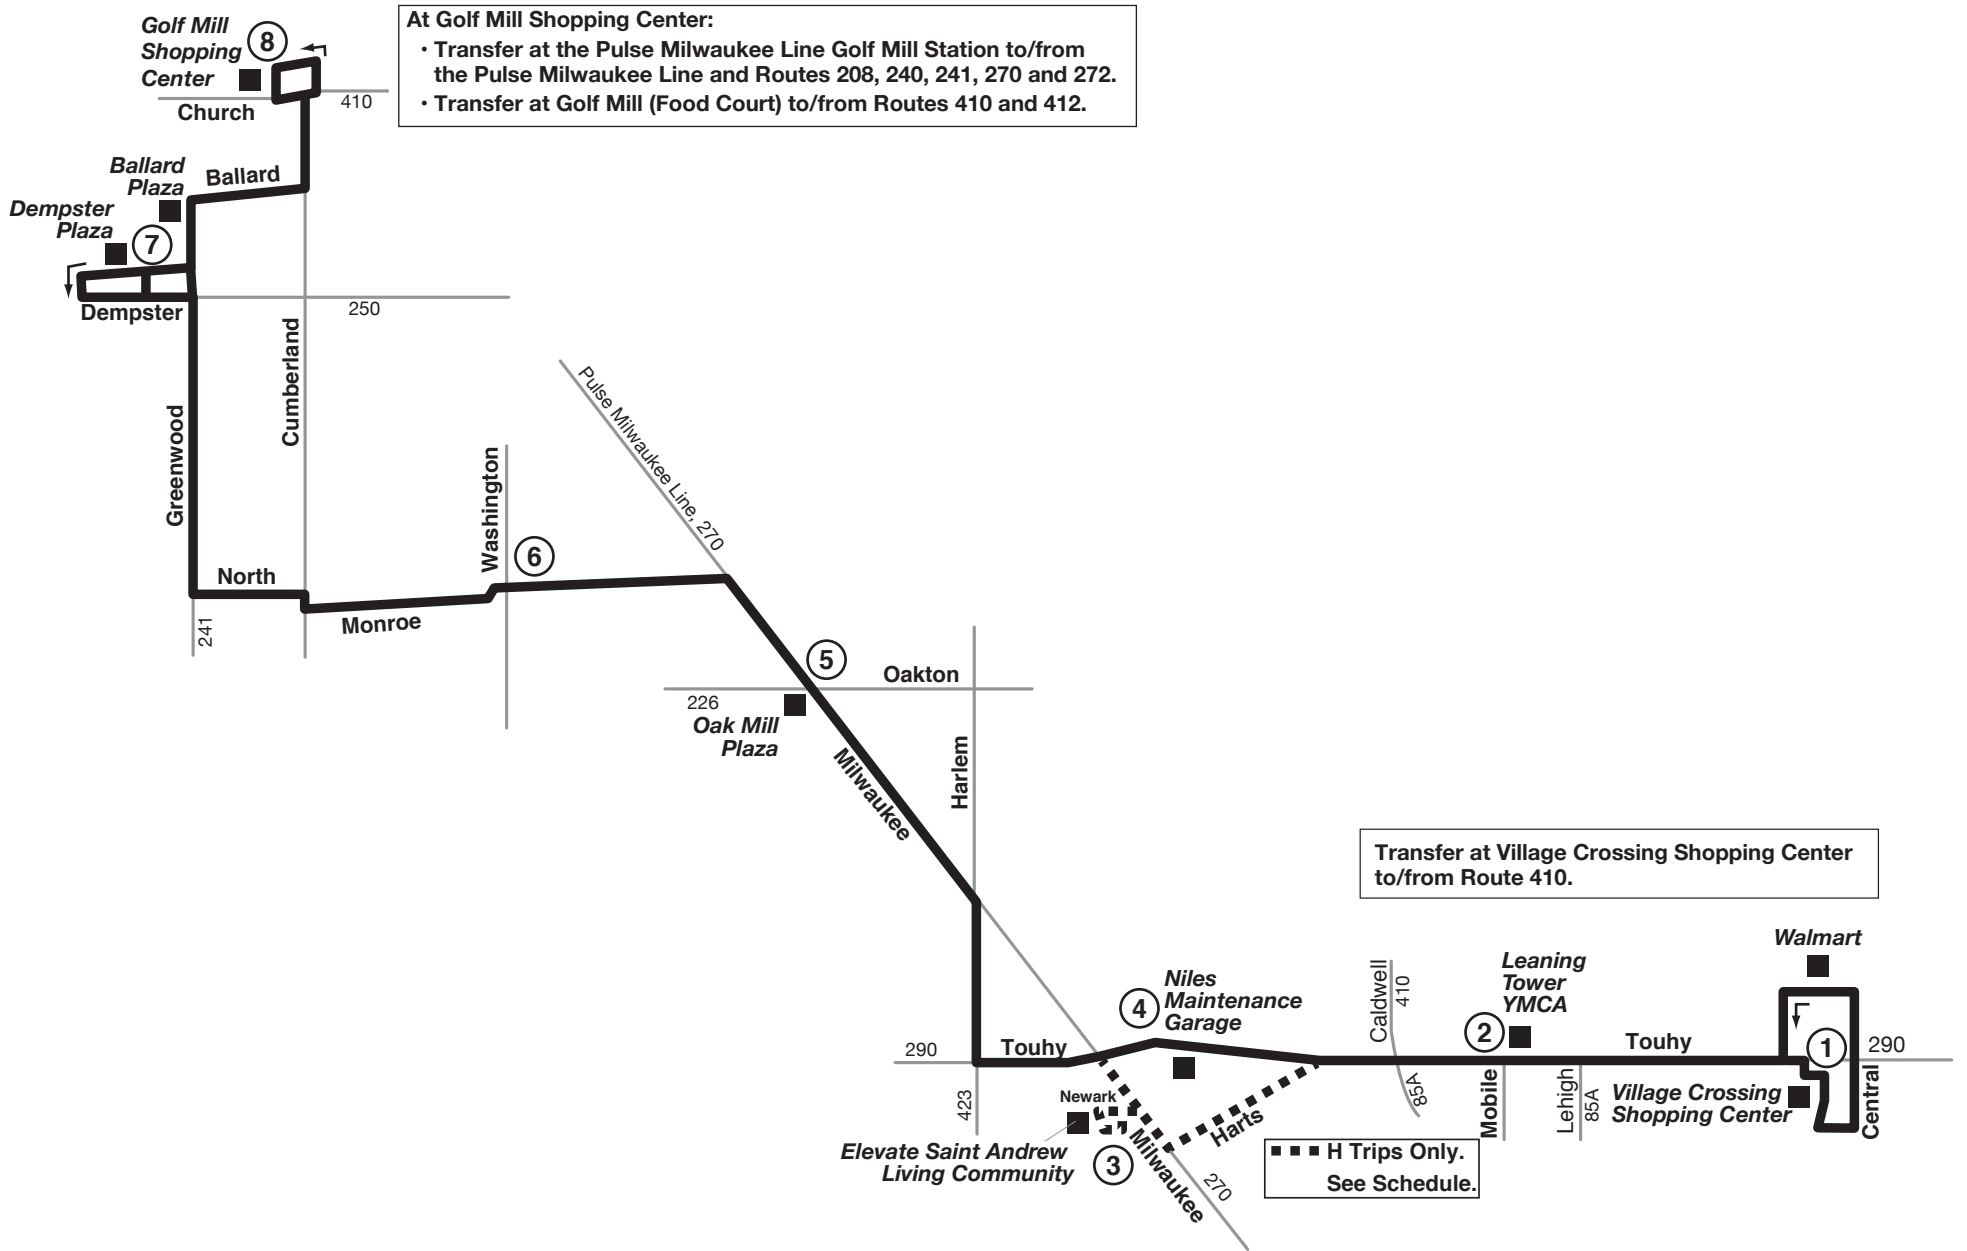 Golf Mill
Shopping
Center
8
Church
410
At Golf Mill Shopping Center:
• Transfer at the Pulse Milwaukee Line Golf Mill Station to/from
the Pulse Milwaukee Line and Routes 208, 240, 241, 270 and 272.
• Transfer at Golf Mill (Food Court) to/from Routes 410 and 412.
Ballard
Plaza
Ballard
Dempster
Plaza
7
Dempster
250
Cumberland
Greenwood
North
241
Monroe
Washington
6
Pulse Milwaukee Line, 270
5
Oakton
226
Oak Mill
Plaza
Milwaukee
Harlem
Transfer at Village Crossing Shopping Center
to/from Route 410.
Walmart
Leaning
Tower
YMCA
2
Caldwell
410
Niles
Maintenance
Garage
4
290
Touhy
Touhy
1
290
423
Newark
Elevate Saint Andrew
Living Community
3
Milwaukee
270
Harts
85A
Mobile
Lehigh
85A
Village Crossing
Shopping Center
Central
H Trips Only.
See Schedule.